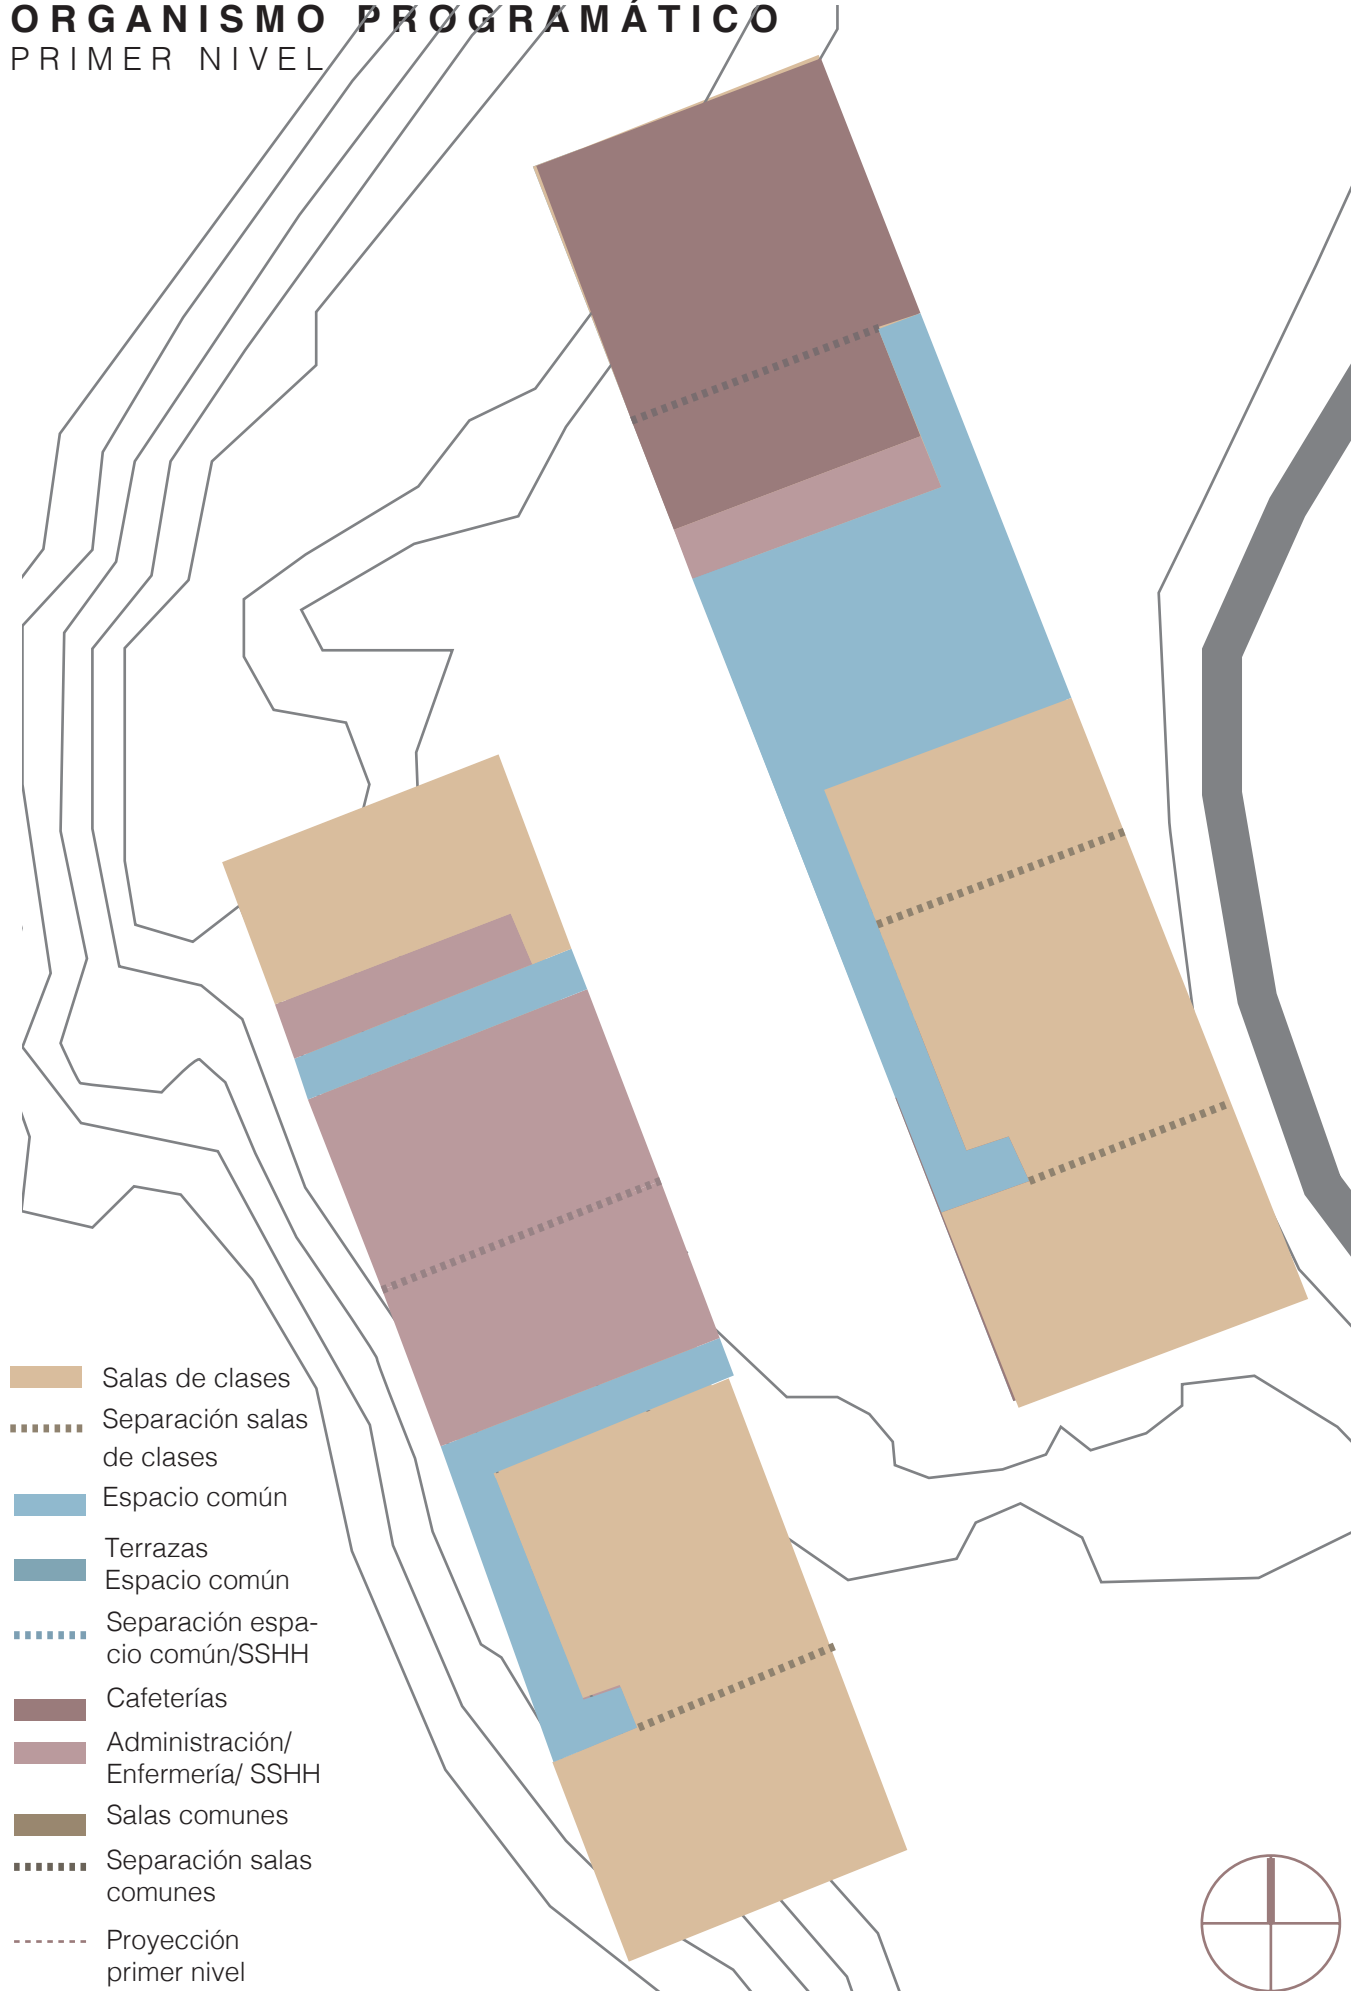 ORGANISMO PROGRAMÁTICO
PRIMER NIVEL
Salas de clases
Separación salas
de clases
Espacio común
Terrazas
Espacio común
Separación espa-
cio común/SSHH
Cafeterías
Administración/
Enfermería/ SSHH
Salas comunes
Separación salas
comunes
Proyección
primer nivel